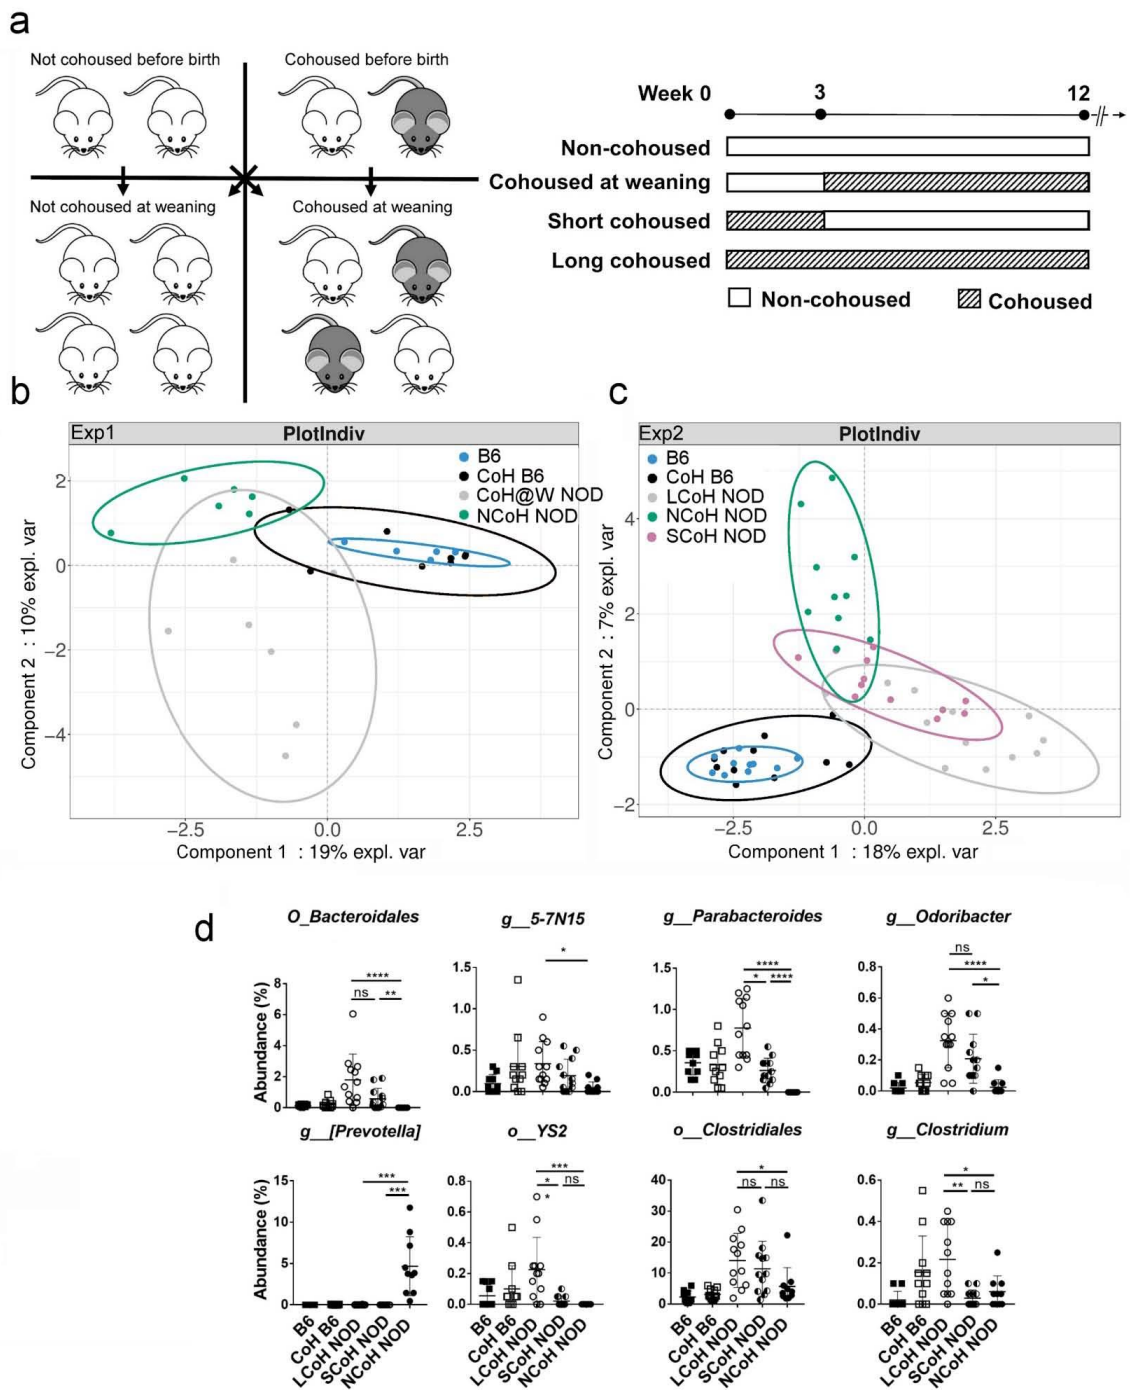 a
Not cohoused before birth
Cohoused before birth
Not cohoused at weaning
Cohoused at weaning
Week 0 3 12
Non-cohoused
Cohoused at weaning
Short cohoused
Long cohoused
Non-cohoused Cohoused
b
Exp1 PlotIndiv
B6
CoH B6
CoH@W NOD
NCoH NOD
2
0
−2
−4
Component 2 : 10% expl. var
−2.5 0.0 2.5
Component 1 : 19% expl. var
c
Exp2 PlotIndiv
B6
CoH B6
LCoH NOD
NCoH NOD
SCoH NOD
4
2
0
−2
Component 2 : 7% expl. var
−2.5 0.0 2.5
Component 1 : 18% expl. var
d
O_Bacteroidales
Abundance (%)
8
6
4
2
0
****
ns **
g__5-7N15
1.5
1.0
0.5
0.0
*
g__Parabacteroides
1.5
1.0
0.5
0.0
****
* ****
g__Odoribacter
0.8
0.6
0.4
0.2
0.0
ns
****
*
g__[Prevotella]
Abundance (%)
15
10
5
0
***
***
B6
CoH B6
LCoH NOD
SCoH NOD
NCoH NOD
o__YS2
0.8
0.6
0.4
0.2
0.0
***
* ns
*
B6
CoH B6
LCoH NOD
SCoH NOD
NCoH NOD
o__Clostridiales
40
30
20
10
0
*
ns ns
B6
CoH B6
LCoH NOD
SCoH NOD
NCoH NOD
g__Clostridium
0.6
0.4
0.2
0.0
*
** ns
B6
CoH B6
LCoH NOD
SCoH NOD
NCoH NOD